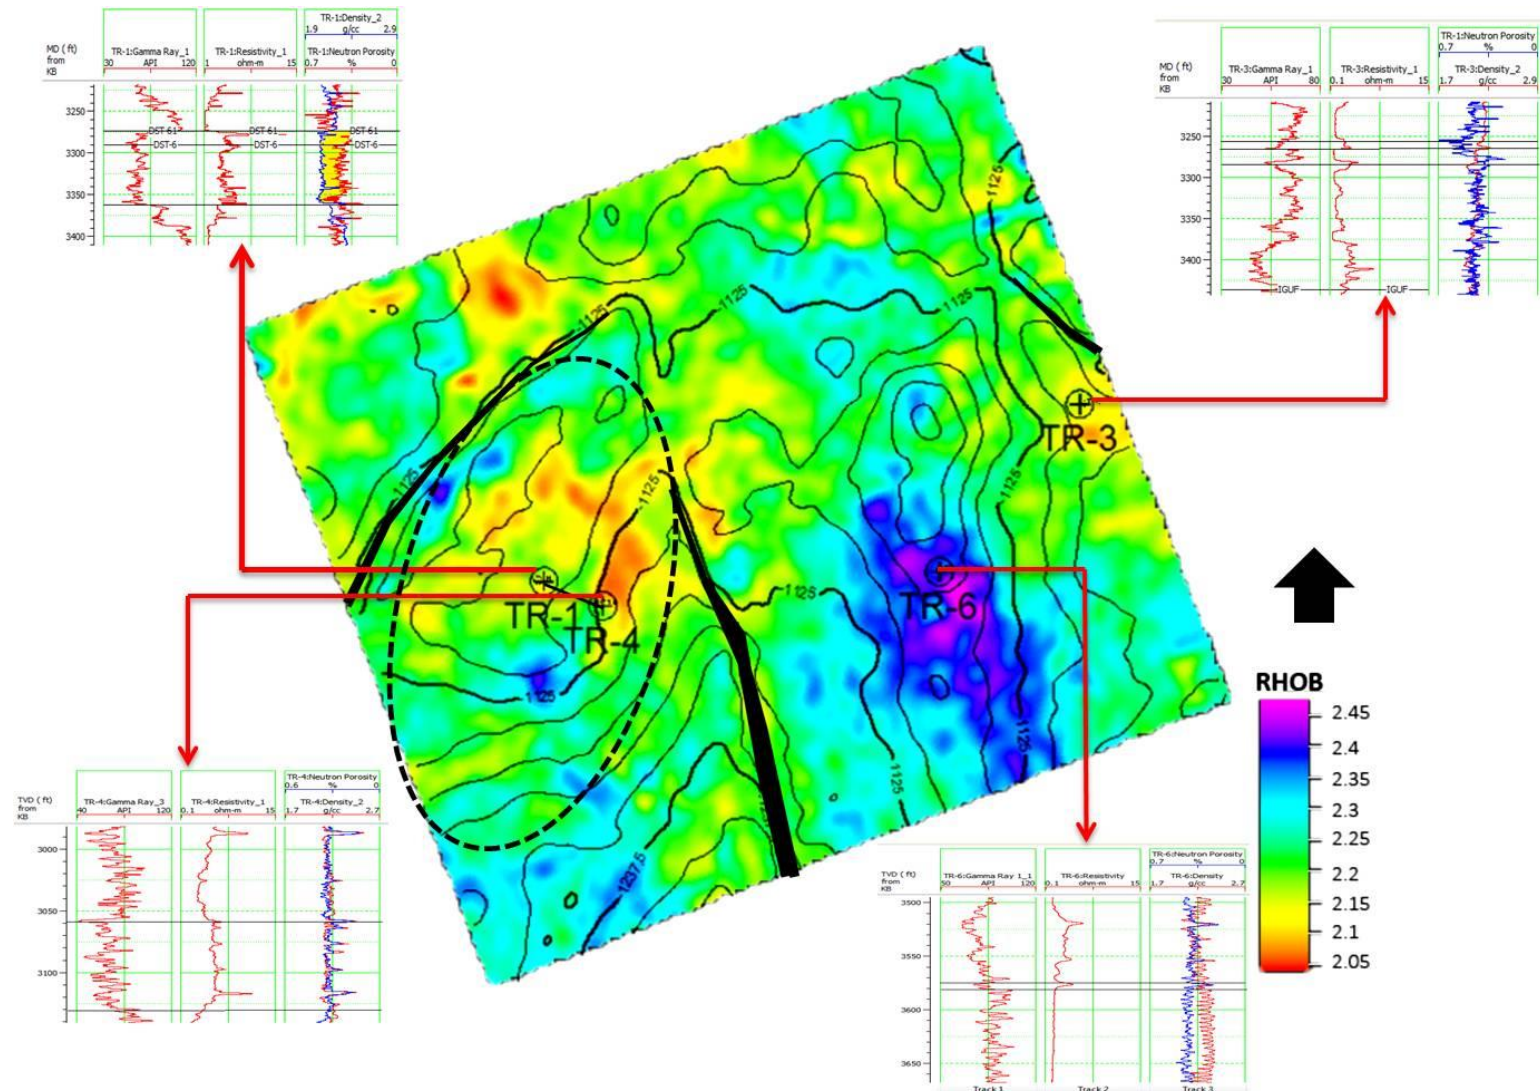 TR-1:Density_2
1.9 g/cc 2.9
MD (ft)
from
KB
TR-1:Gamma Ray_1
30 API 120
TR-1:Resistivity_1
1 ohm-m 15
TR-1:Neutron Porosity
0.7 % 0
3250
DST 61 DST 61 DST 61
DST-6 DST-6 DST-6
3300
3350
3400
TR-1:Neutron Porosity
0.7 % 0
MD (ft)
from
KB
TR-3:Gamma Ray_1
30 API 80
TR-3:Resistivity_1
0.1 ohm-m 15
TR-3:Density_2
1.7 g/cc 2.9
3250
3300
3350
3400
IGUF IGUF
-1125
-1125
-1125
-1125
-1125
-1125
-1125
-1125
-1125
-1125
-1125
1237.5
TR-3
TR-1
TR-4
TR-6
RHOB
2.45
2.4
2.35
2.3
2.25
2.2
2.15
2.1
2.05
TR-4:Neutron Porosity
0.6 % 0
TVD (ft)
from
KB
TR-4:Gamma Ray_3
40 API 120
TR-4:Resistivity_1
0.1 ohm-m 15
TR-4:Density_2
1.7 g/cc 2.7
3000
3050
3100
TR-6:Neutron Porosity
0.7 % 0
TVD (ft)
from
KB
TR-6:Gamma Ray 1_1
50 API 120
TR-6:Resistivity
0.1 ohm-m 15
TR-6:Density
1.7 g/cc 2.7
3500
3550
3600
3650
Track 1 Track 2 Track 3